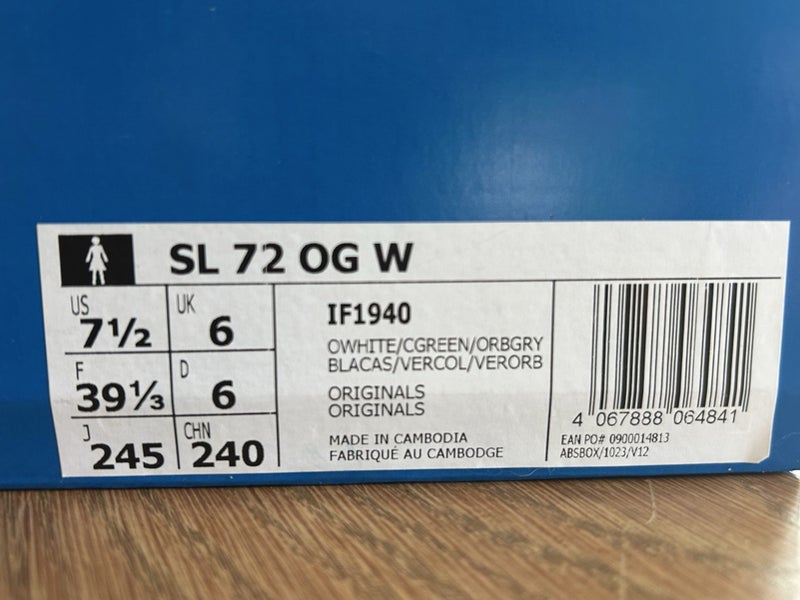 SL 72 OG W
US UK
7½ 6
F D
39⅓ 6
J CHN
245 240
IF1940
OWHITE/CGREEN/ORBGRY
BLACAS/VERCOL/VERORB
ORIGINALS
ORIGINALS
MADE IN CAMBODIA
FABRIQUÉ AU CAMBODGE
4 067888 064841
EAN PO# 0900014813
ABSBOX/1023/V12